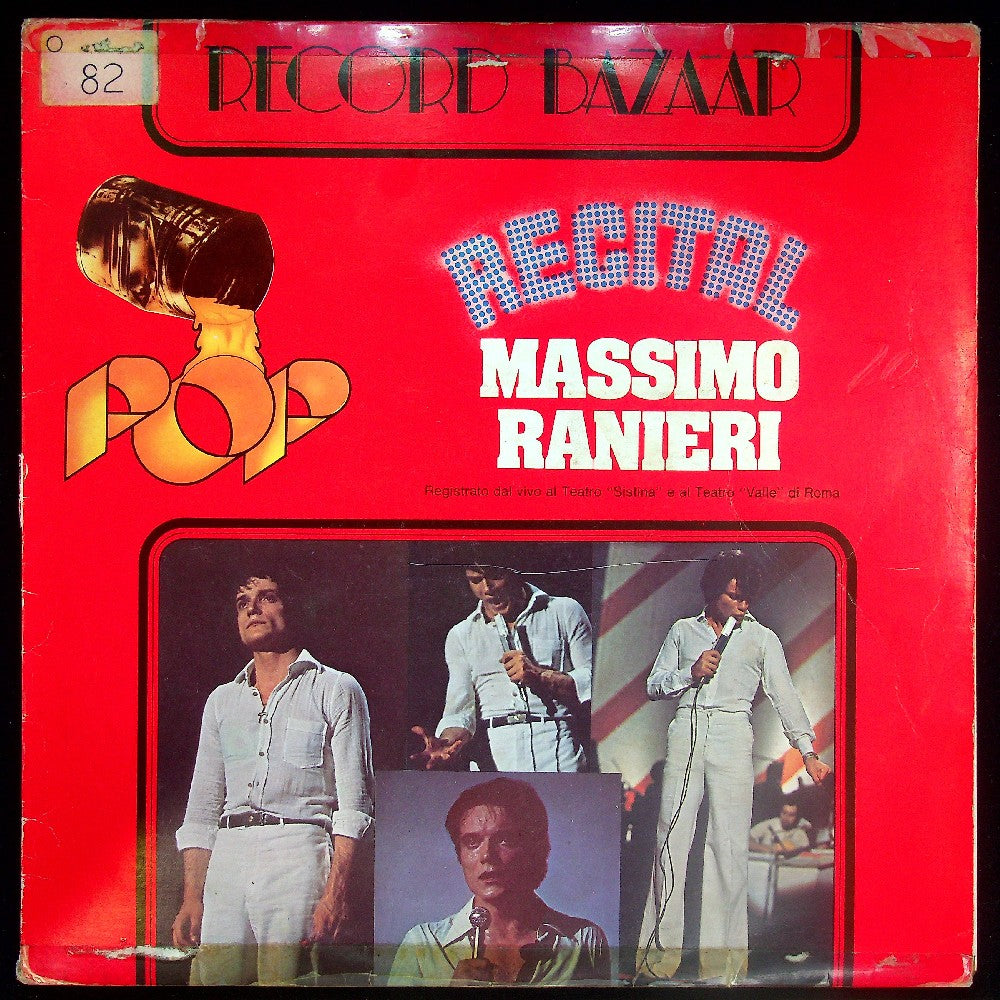 82
RECORD BAZAAR
RECITAL
MASSIMO
RANIERI
POP
Registrato dal vivo al Teatro "Sistina" e al Teatro "Valle" di Roma